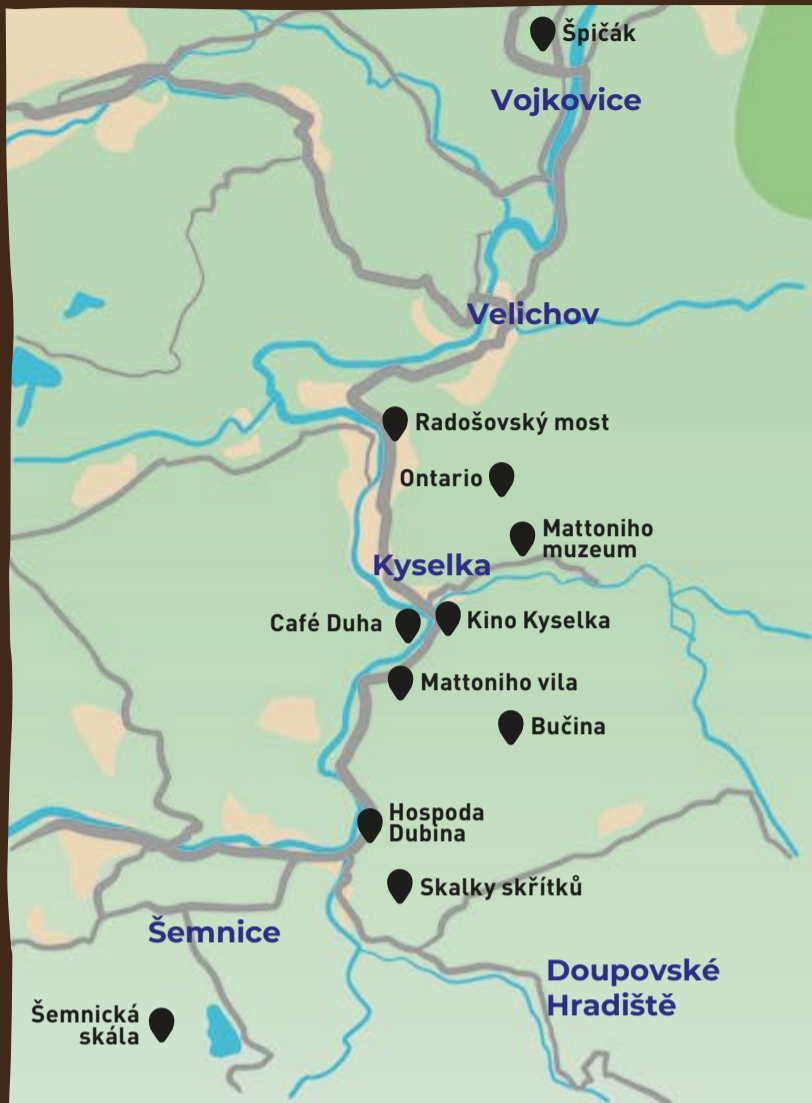 Špičák
Vojkovice
Velichov
Radošovský most
Ontario
Mattoniho
muzeum
Kyselka
Café Duha
Kino Kyselka
Mattoniho vila
Bučina
Hospoda
Dubina
Skalky skřítků
Šemnice
Doupovské
Hradiště
Šemnická
skála